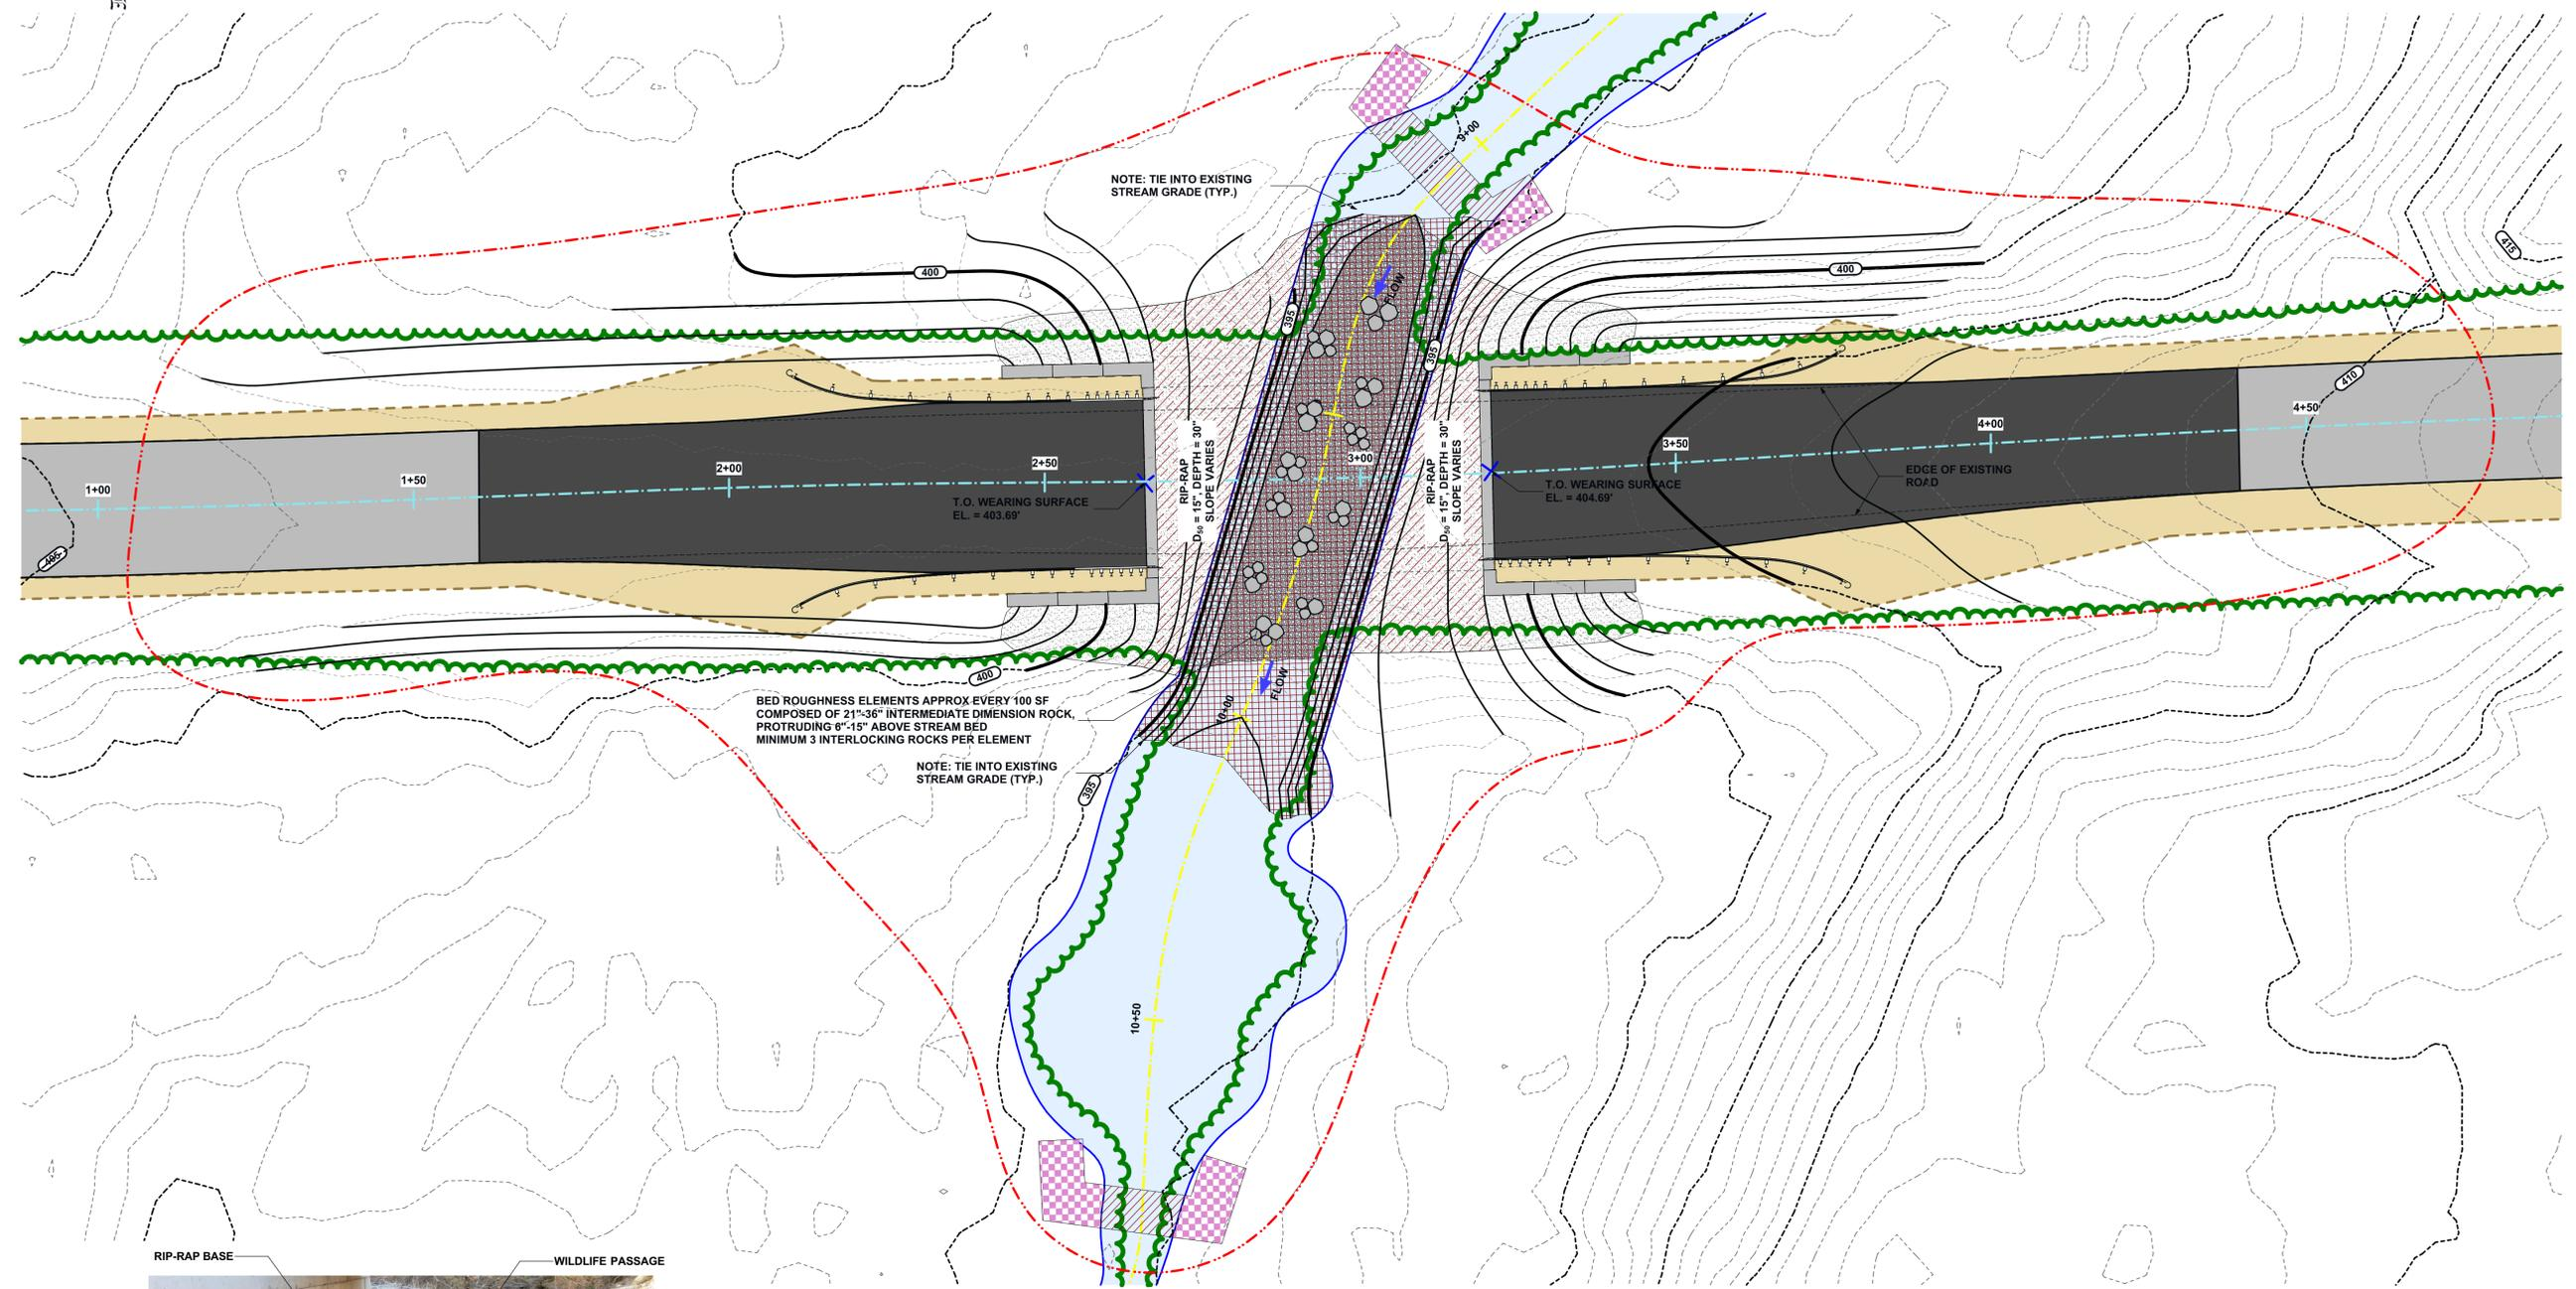 9+00
NOTE: TIE INTO EXISTING
STREAM GRADE (TYP.)
415
400
400
FLOW
395
395
410
1+00
1+50
2+00
2+50
3+00
3+50
4+00
4+50
T.O. WEARING SURFACE
EL. = 403.69'
RIP-RAP
D50 = 15", DEPTH = 30"
SLOPE VARIES
RIP-RAP
D50 = 15", DEPTH = 30"
SLOPE VARIES
T.O. WEARING SURFACE
EL. = 404.69'
EDGE OF EXISTING
ROAD
405
400
FLOW
10+00
BED ROUGHNESS ELEMENTS APPROX EVERY 100 SF
COMPOSED OF 21"-36" INTERMEDIATE DIMENSION ROCK,
PROTRUDING 6"-15" ABOVE STREAM BED
MINIMUM 3 INTERLOCKING ROCKS PER ELEMENT
NOTE: TIE INTO EXISTING
STREAM GRADE (TYP.)
395
10+50
RIP-RAP BASE
WILDLIFE PASSAGE